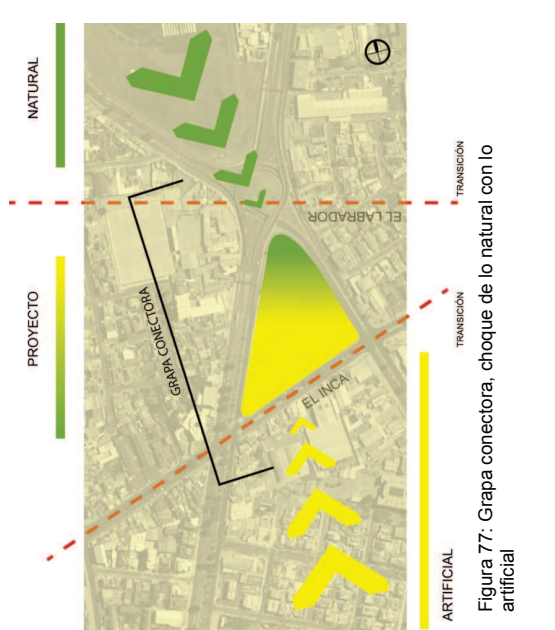 NATURAL
PROYECTO
ARTIFICIAL
TRANSICIÓN
TRANSICIÓN
EL LABRADOR
EL INCA
GRAPA CONECTORA
Figura 77: Grapa conectora, choque de lo natural con lo
artificial